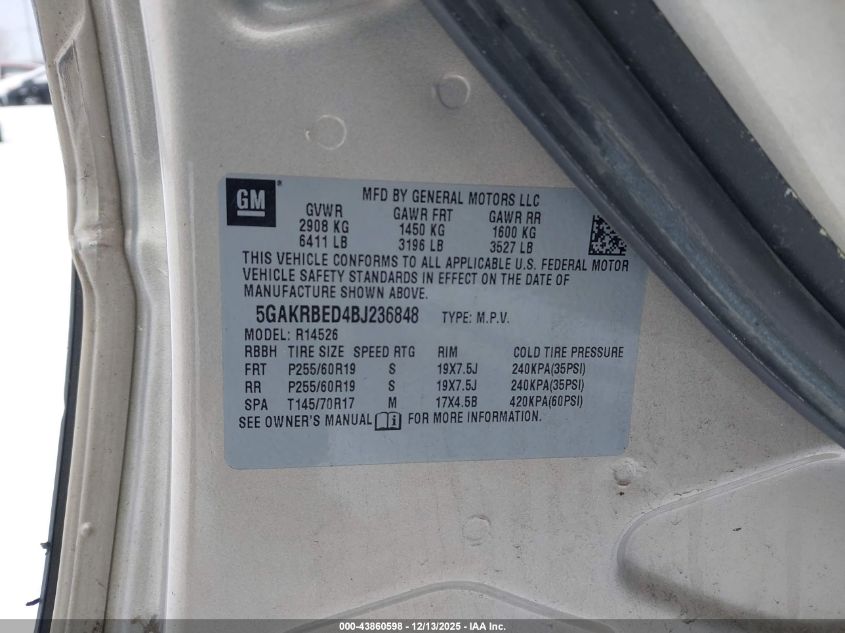 GM ® MFD BY GENERAL MOTORS LLC
GVWR GAWR FRT GAWR RR
2908 KG 1450 KG 1600 KG
6411 LB 3196 LB 3527 LB
THIS VEHICLE CONFORMS TO ALL APPLICABLE U.S. FEDERAL MOTOR
VEHICLE SAFETY STANDARDS IN EFFECT ON THE DATE OF
MANUFACTURE SHOWN ABOVE.
5GAKRBED4BJ236848 TYPE: M.P.V.
MODEL: R14526
RBBH TIRE SIZE SPEED RTG RIM COLD TIRE PRESSURE
FRT P255/60R19 S 19X7.5J 240KPA(35PSI)
RR P255/60R19 S 19X7.5J 240KPA(35PSI)
SPA T145/70R17 M 17X4.5B 420KPA(60PSI)
SEE OWNER'S MANUAL FOR MORE INFORMATION.
000-43860598 - 12/13/2025 - IAA Inc.